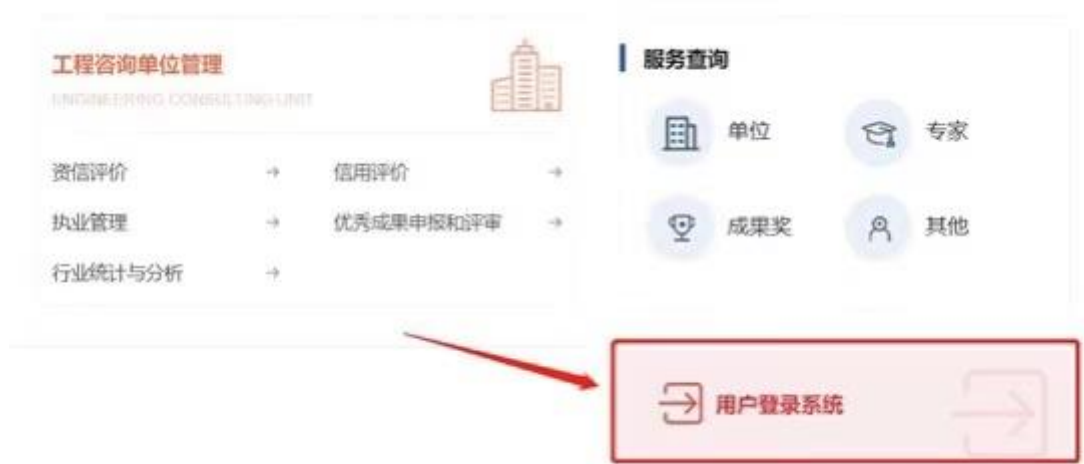 工程咨询单位管理
ENGINEERING CONSULTING UNIT
资信评价
信用评价
执业管理
优秀成果申报和评审
行业统计与分析
服务查询
单位
专家
成果奖
其他
用户登录系统